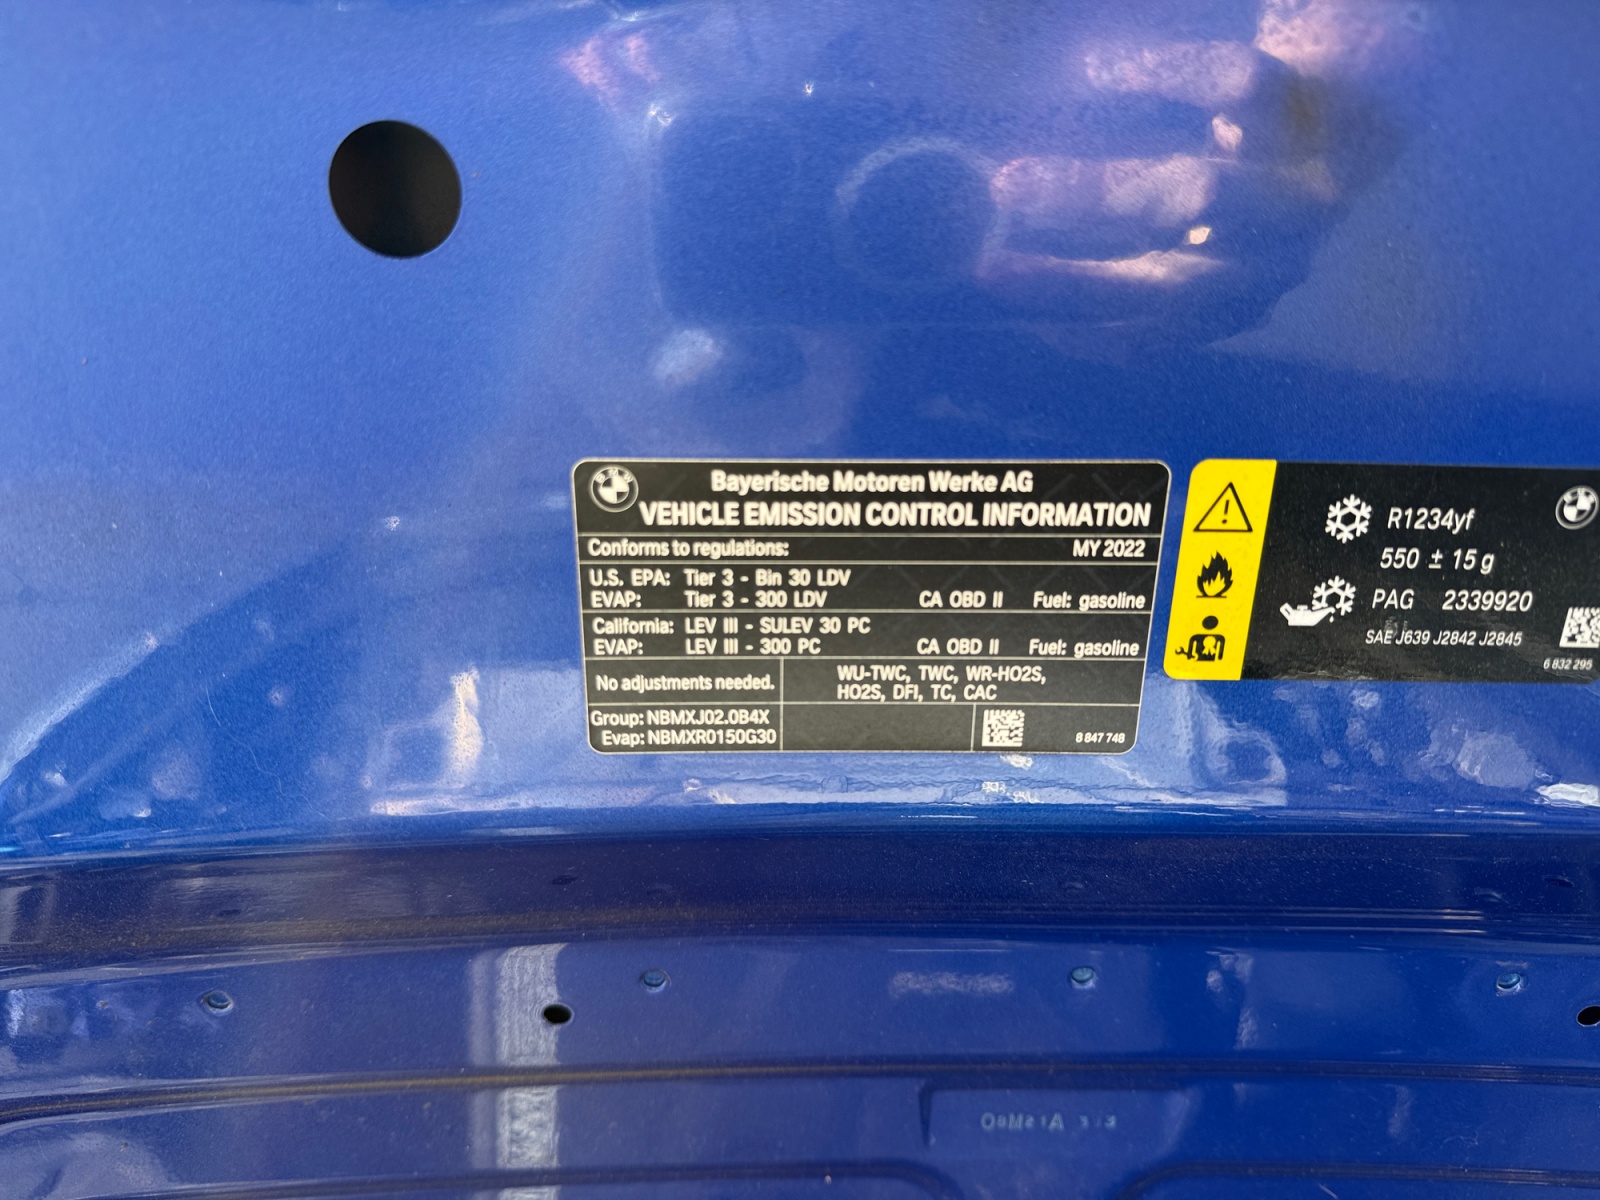 BMW
Bayerische Motoren Werke AG
VEHICLE EMISSION CONTROL INFORMATION
Conforms to regulations: MY 2022
U.S. EPA: Tier 3 - Bin 30 LDV
EVAP: Tier 3 - 300 LDV CA OBD II Fuel: gasoline
California: LEV III - SULEV 30 PC
EVAP: LEV III - 300 PC CA OBD II Fuel: gasoline
No adjustments needed.
WU-TWC, TWC, WR-HO2S,
HO2S, DFI, TC, CAC
Group: NBMXJ02.0B4X
Evap: NBMXR0150G30
8 847 748
R1234yf
550 ± 15 g
PAG 2339920
SAE J639 J2842 J2845
6 832 295